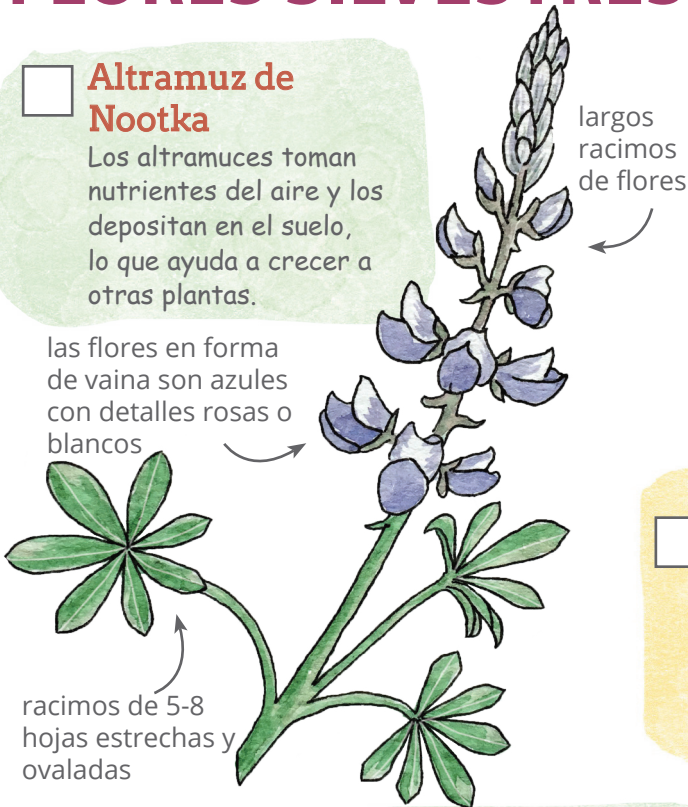 FLORES SILVESTRES
Altramuz de
Nootka
Los altramuces toman
nutrientes del aire y los
depositan en el suelo,
lo que ayuda a crecer a
otras plantas.
largos
racimos
de flores
las flores en forma
de vaina son azules
con detalles rosas o
blancos
racimos de 5-8
hojas estrechas y
ovaladas